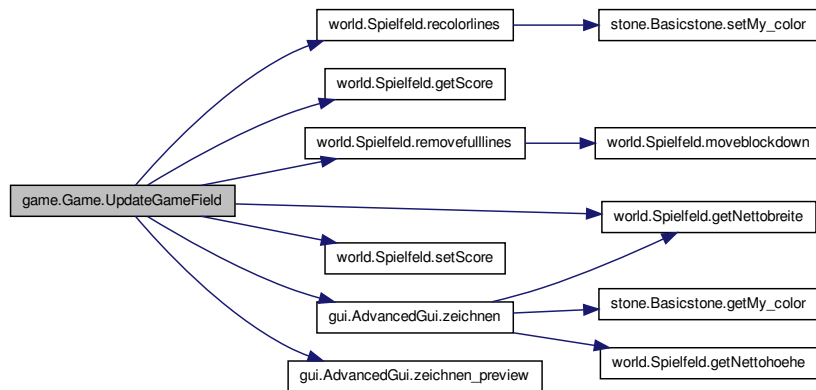 world.Spielfeld.recolorlines
stone.Basicstone.setMy_color
world.Spielfeld.getScore
world.Spielfeld.removefulllines
world.Spielfeld.moveblockdown
game.Game.UpdateGameField
world.Spielfeld.getNettobreite
world.Spielfeld.setScore
gui.AdvancedGui.zeichnen
stone.Basicstone.getMy_color
world.Spielfeld.getNettohoehe
gui.AdvancedGui.zeichnen_preview